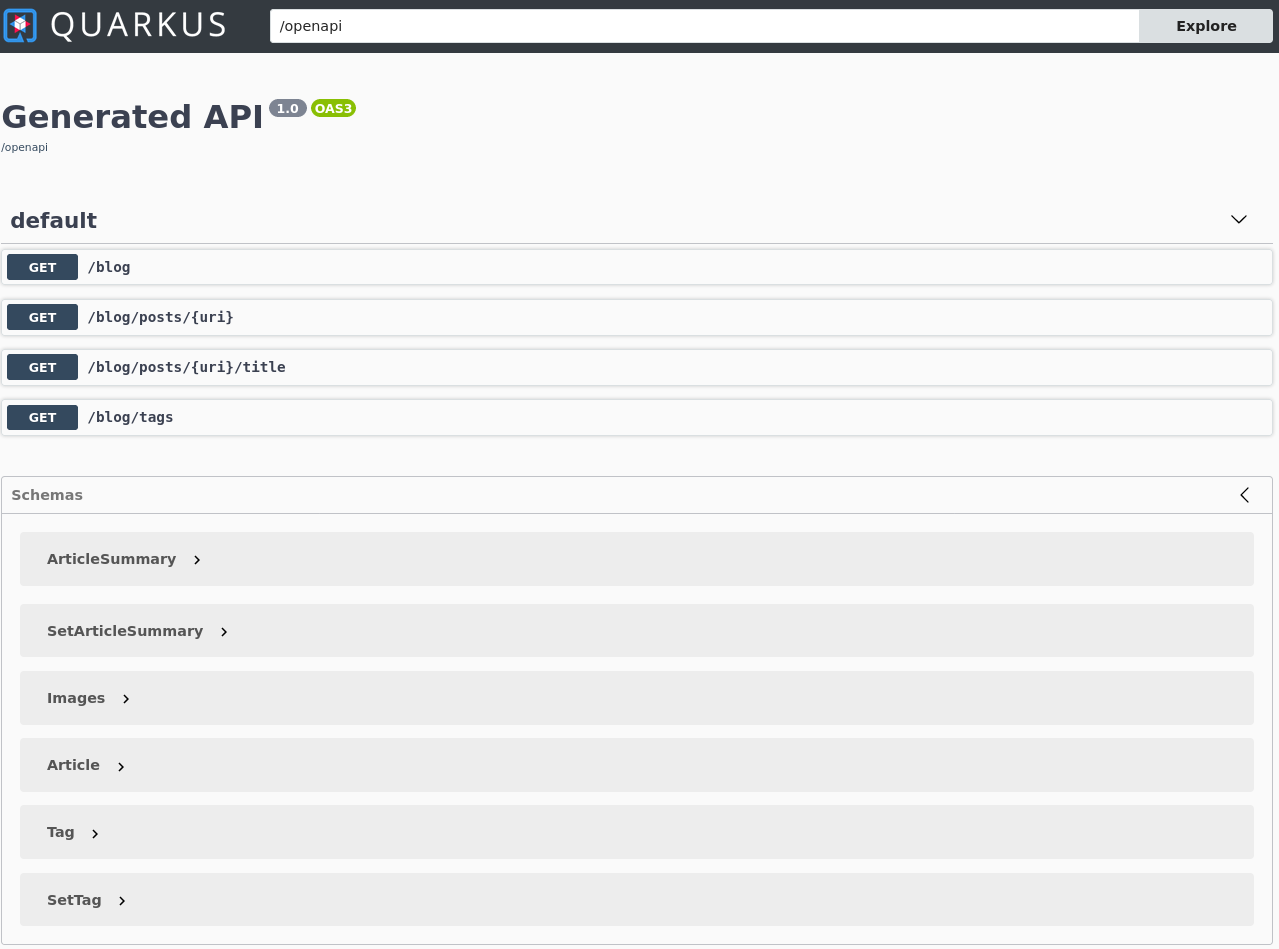 QUARKUS /openapi Explore
Generated API 1.0 OAS3
/openapi
default
GET /blog
GET /blog/posts/{uri}
GET /blog/posts/{uri}/title
GET /blog/tags
Schemas
ArticleSummary
SetArticleSummary
Images
Article
Tag
SetTag